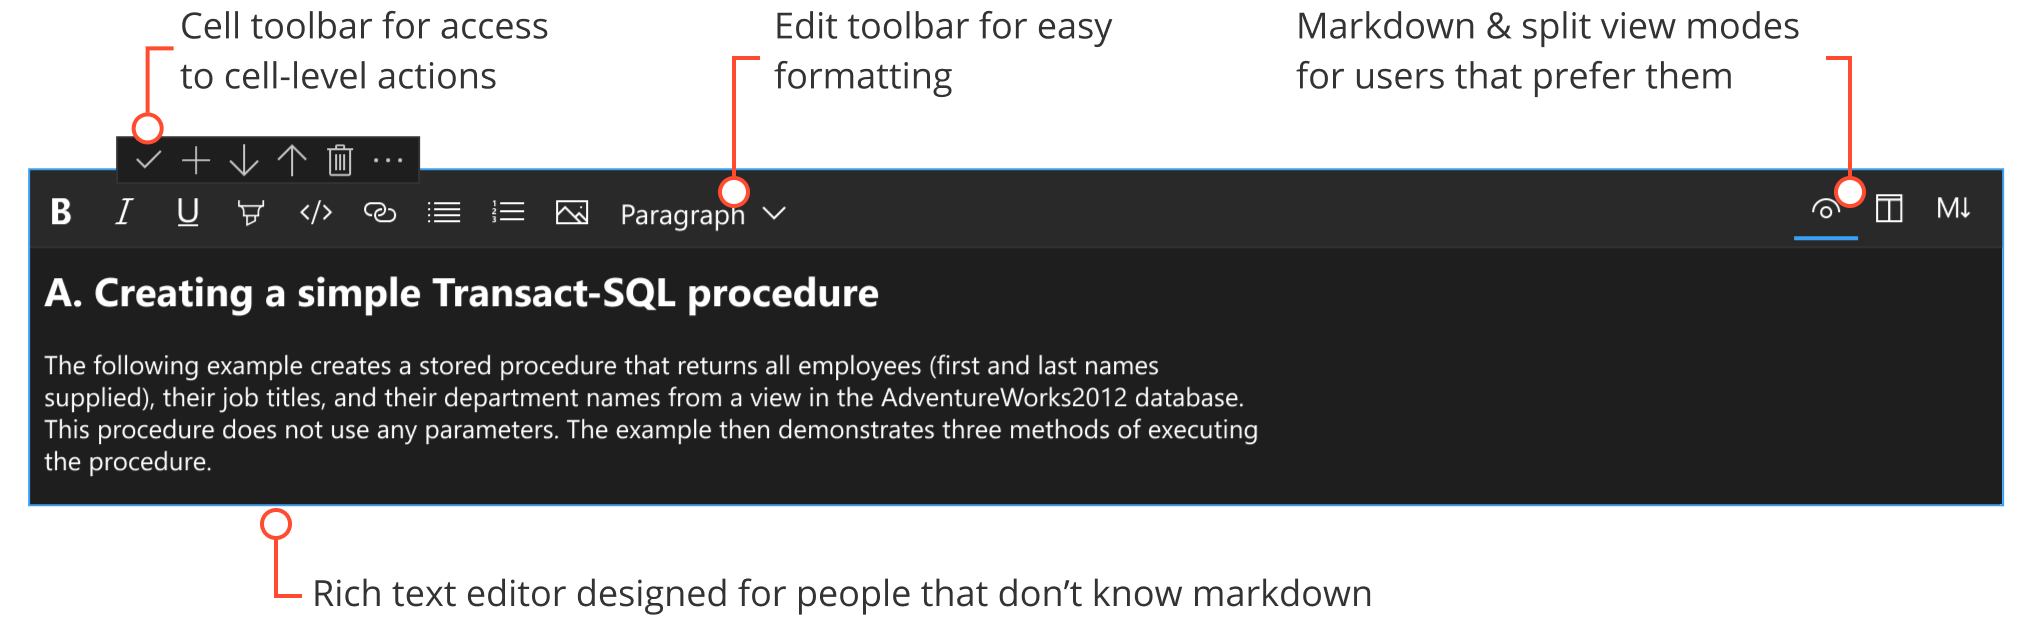 Cell toolbar for access
to cell-level actions
Edit toolbar for easy
formatting
Markdown & split view modes
for users that prefer them
B I U </> Paragraph M↓
A. Creating a simple Transact-SQL procedure
The following example creates a stored procedure that returns all employees (first and last names
supplied), their job titles, and their department names from a view in the AdventureWorks2012 database.
This procedure does not use any parameters. The example then demonstrates three methods of executing
the procedure.
Rich text editor designed for people that don’t know markdown